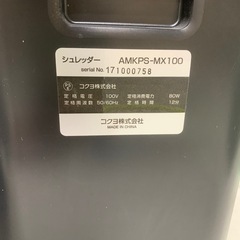 シュレッダー AMKPS-MX100
serial No. 171000758
コクヨ株式会社
定格電圧 100V 定格消費電力 80W
定格周波数 50/60Hz 定格時間 12分
コクヨ株式会社
MADE IN CHINA